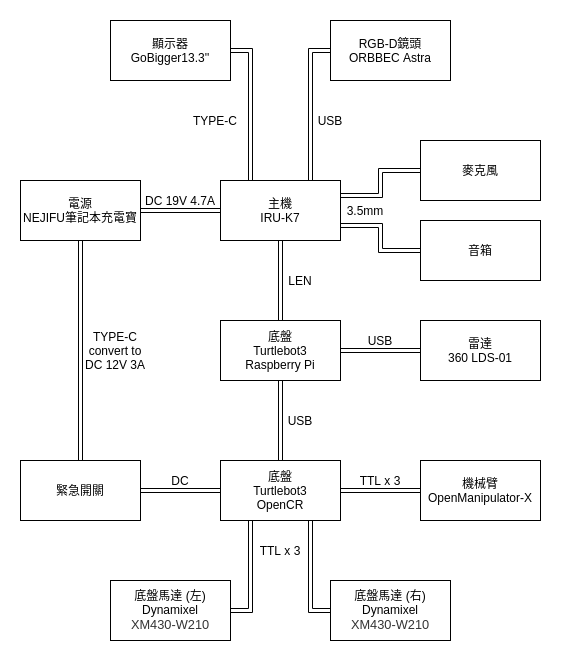 顯示器
GoBigger13.3"
RGB-D鏡頭
ORBBEC Astra
TYPE-C
USB
麥克風
電源
NEJIFU筆記本充電寶
DC 19V 4.7A
主機
IRU-K7
3.5mm
音箱
LEN
TYPE-C
convert to
DC 12V 3A
底盤
Turtlebot3
Raspberry Pi
USB
雷達
360 LDS-01
USB
緊急開關
DC
底盤
Turtlebot3
OpenCR
TTL x 3
機械臂
OpenManipulator-X
TTL x 3
底盤馬達 (左)
Dynamixel
XM430-W210
底盤馬達 (右)
Dynamixel
XM430-W210